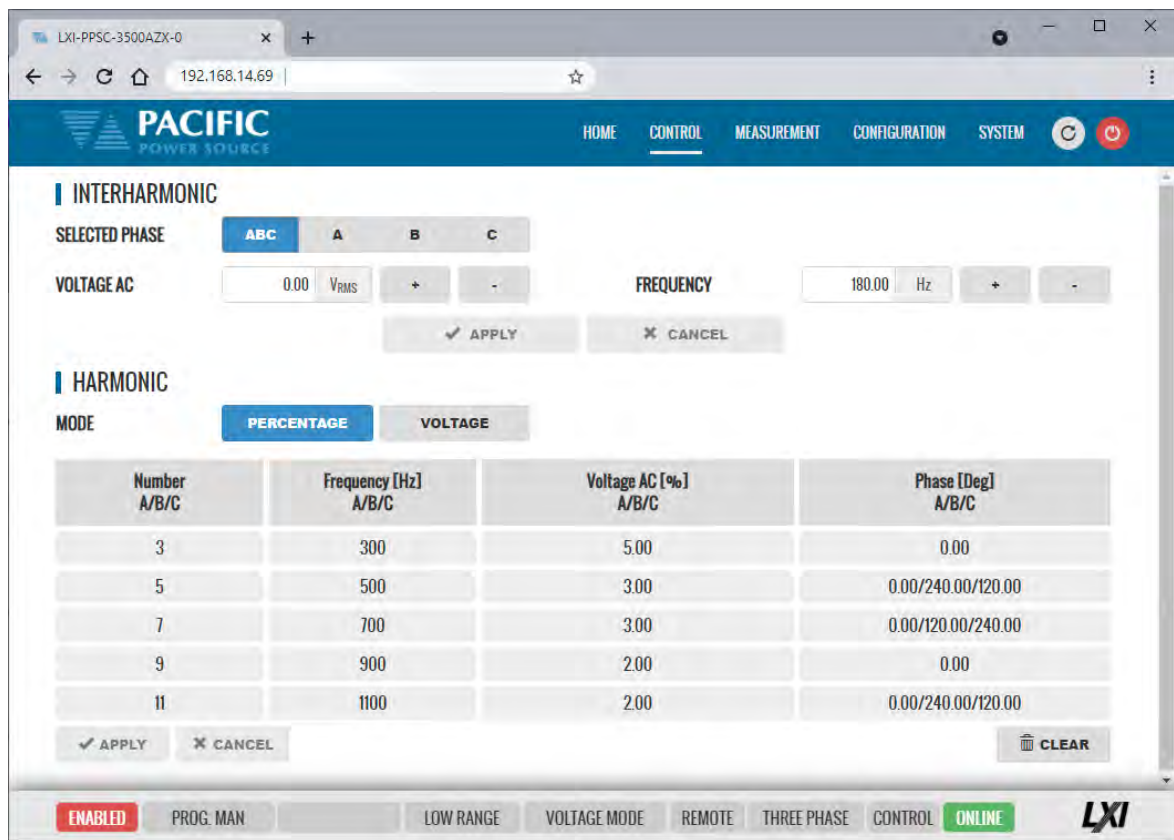 LXI-PPSC-3500AZX-0
192.168.14.69
PACIFIC
POWER SOURCE
HOME CONTROL MEASUREMENT CONFIGURATION SYSTEM
INTERHARMONIC
SELECTED PHASE ABC A B C
VOLTAGE AC 0.00 VRMS + - FREQUENCY 180.00 Hz + -
APPLY CANCEL
HARMONIC
MODE PERCENTAGE VOLTAGE
Number Frequency [Hz] Voltage AC [%] Phase [Deg]
A/B/C A/B/C A/B/C A/B/C
3 300 5.00 0.00
5 500 3.00 0.00/240.00/120.00
7 700 3.00 0.00/120.00/240.00
9 900 2.00 0.00
11 1100 2.00 0.00/240.00/120.00
APPLY CANCEL CLEAR
ENABLED PROG. MAN LOW RANGE VOLTAGE MODE REMOTE THREE PHASE CONTROL ONLINE LXI